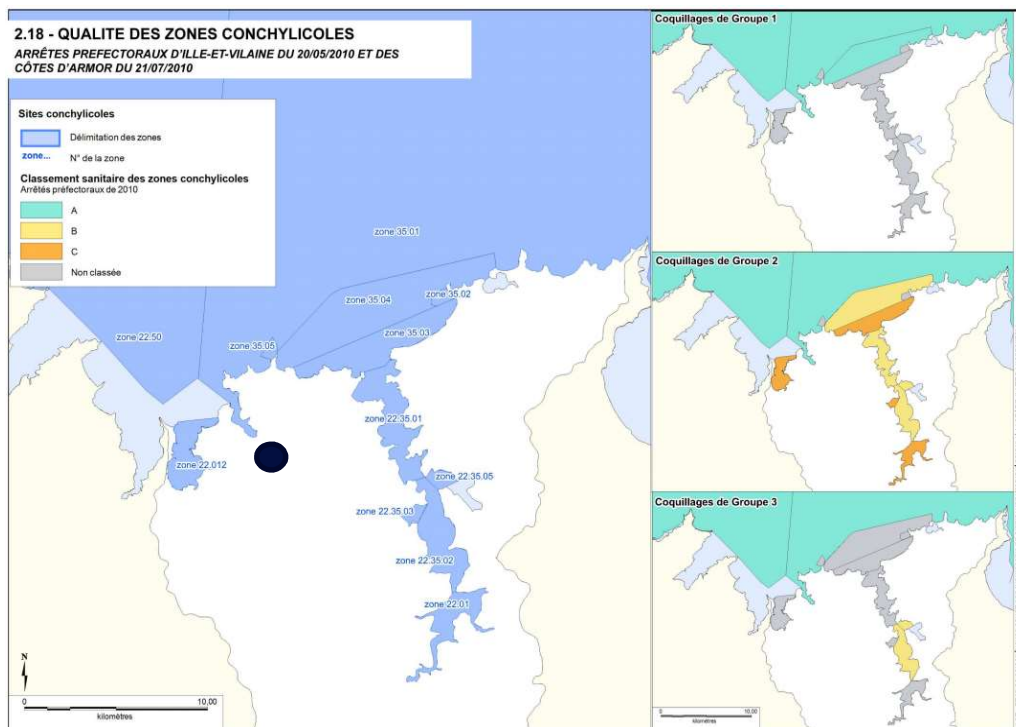 2.18 - QUALITE DES ZONES CONCHYLICOLES
ARRÊTES PREFECTORAUX D'ILLE-ET-VILAINE DU 20/05/2010 ET DES
CÔTES D'ARMOR DU 21/07/2010
Sites conchylicoles
Délimitation des zones
zone... N° de la zone
Classement sanitaire des zones conchylicoles
Arrêtés préfectoraux de 2010
A
B
C
Non classée
zone 35.01
zone 35.02
zone 35.04
zone 35.03
zone 22.50
zone 35.05
zone 22.35.01
zone 22.012
zone 22.35.05
zone 22.35.03
zone 22.35.02
zone 22.01
N
0 10,00
kilomètres
Coquillages de Groupe 1
Coquillages de Groupe 2
Coquillages de Groupe 3
0 10,00
kilomètres